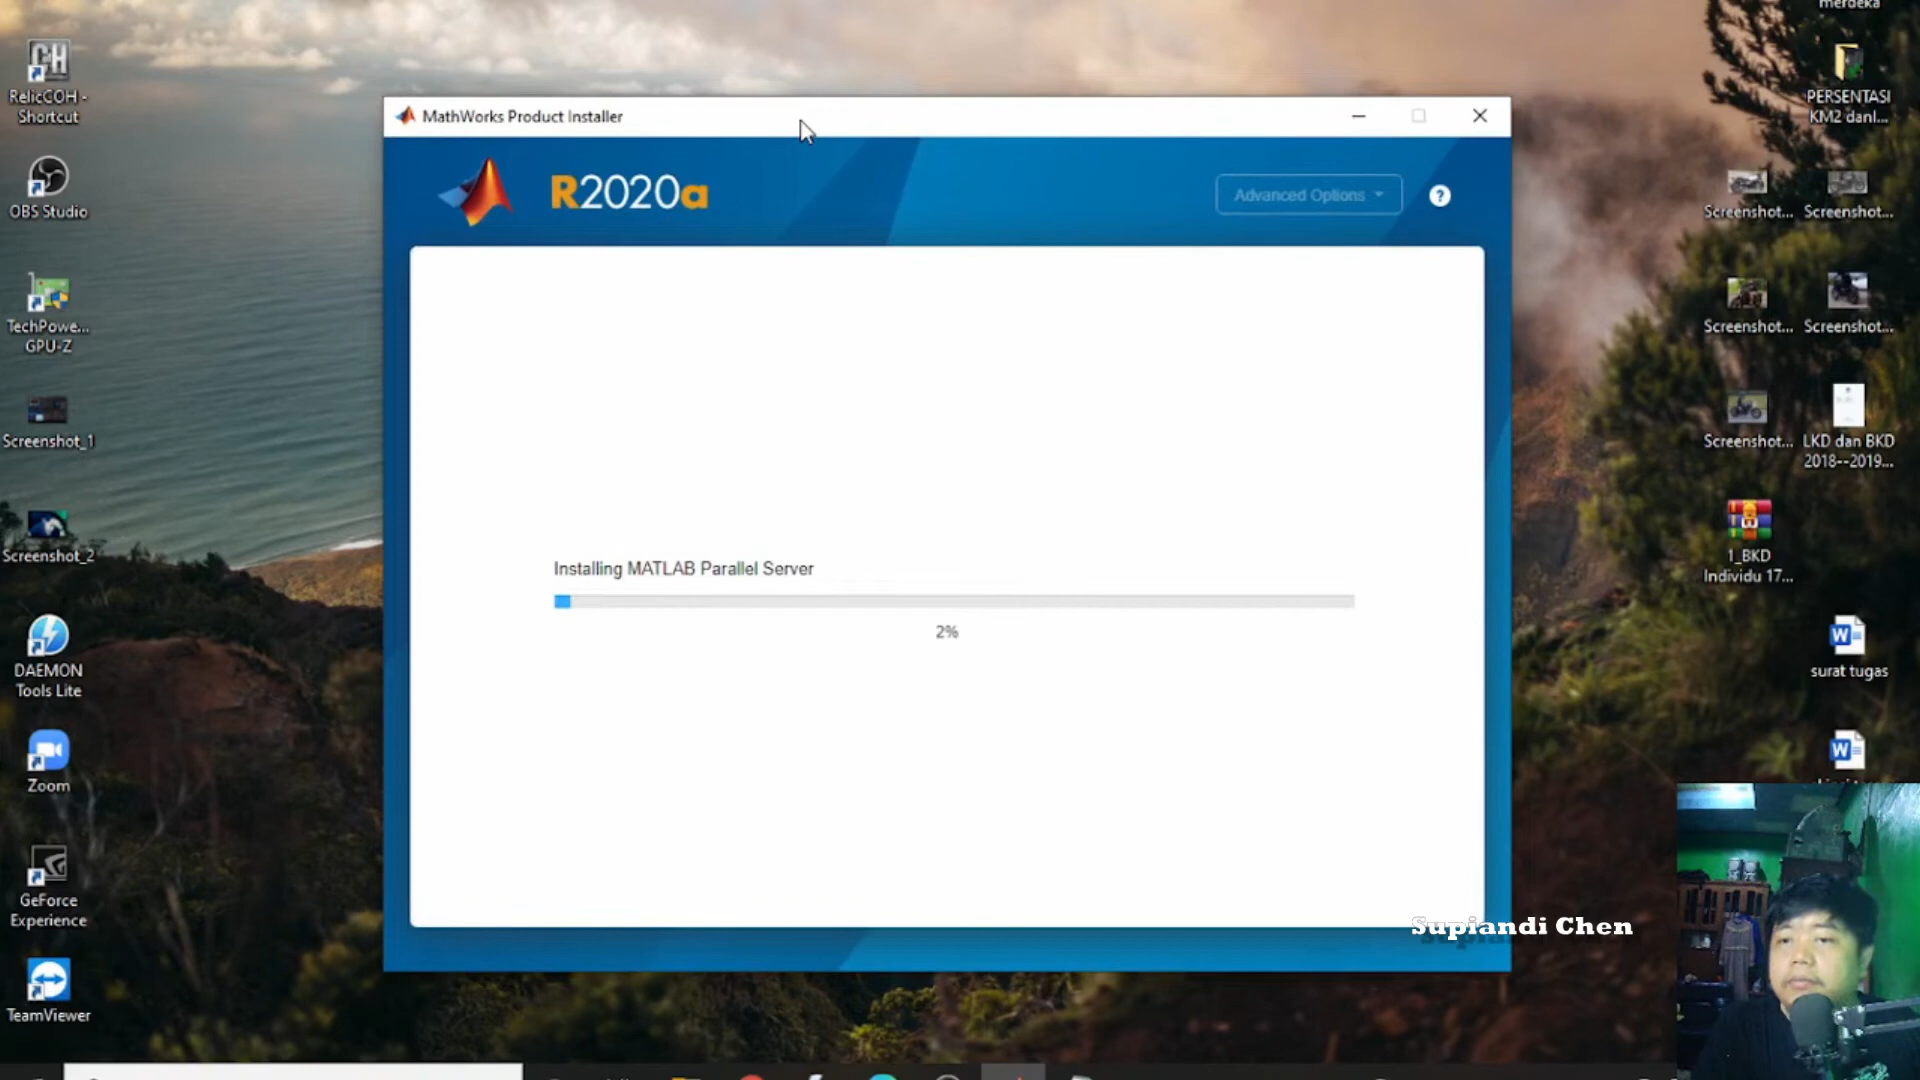 merdeka
RelicCOH -
Shortcut
OBS Studio
TechPowe...
GPU-Z
Screenshot_1
Screenshot_2
DAEMON
Tools Lite
Zoom
GeForce
Experience
TeamViewer
MathWorks Product Installer
R2020a
Advanced Options
?
Installing MATLAB Parallel Server
2%
PERSENTASI
KM2 danI...
Screenshot...
Screenshot...
Screenshot...
Screenshot...
Screenshot...
LKD dan BKD
2018--2019...
1_BKD
Individu 17...
surat tugas
Supiandi Chen